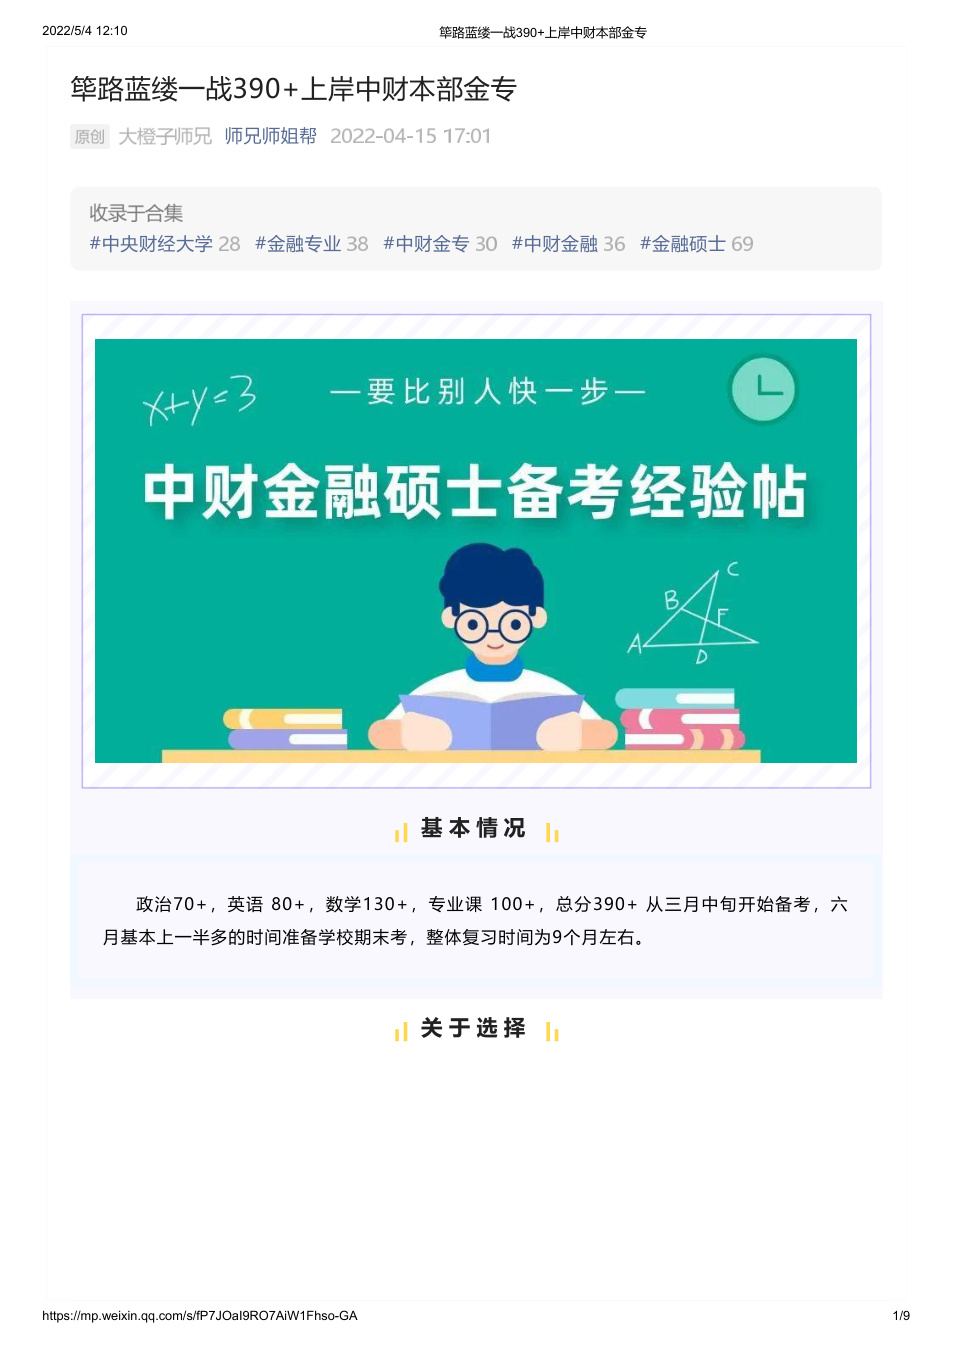 2022/5/4 12:10
筚路蓝缕一战390+上岸中财本部金专
筚路蓝缕一战390+上岸中财本部金专
原创 大橙子师兄 师兄师姐帮 2022-04-15 17:01
收录于合集
#中央财经大学 28 #金融专业 38 #中财金专 30 #中财金融 36 #金融硕士 69
x+y=3
—要比别人快一步—
中财金融硕士备考经验帖
C
B
F
A
D
基本情况
政治70+，英语 80+，数学130+，专业课 100+，总分390+ 从三月中旬开始备考，六
月基本上一半多的时间准备学校期末考，整体复习时间为9个月左右。
关于选择
https://mp.weixin.qq.com/s/fP7JOaI9RO7AiW1Fhso-GA
1/9